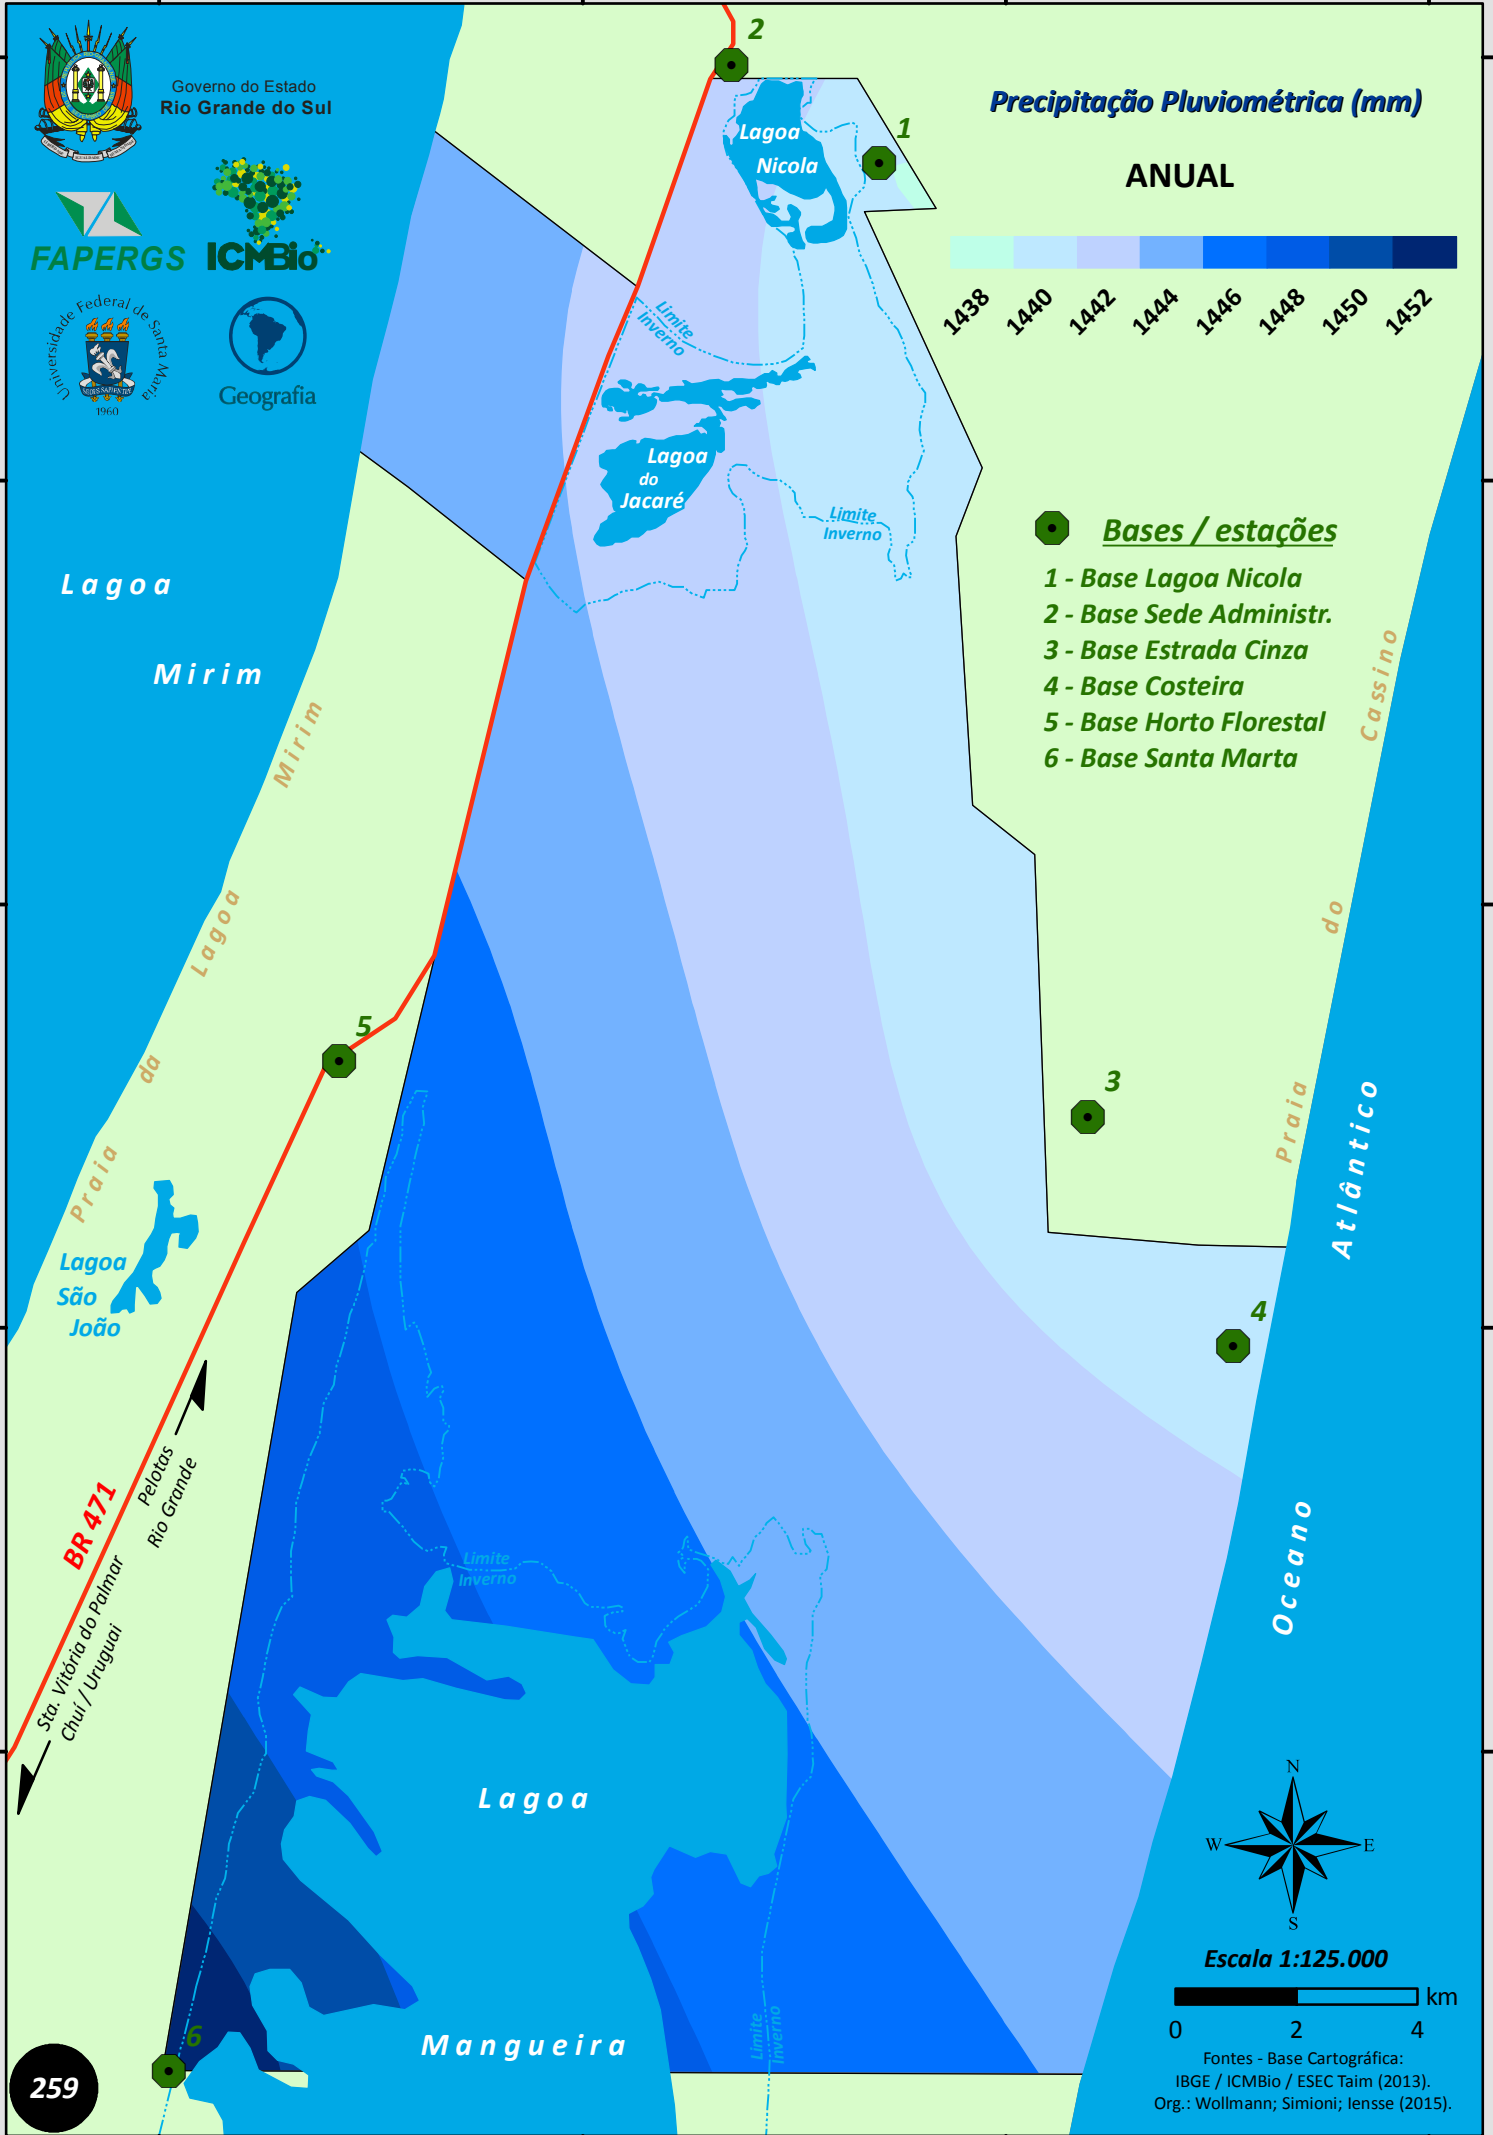 Governo do Estado
Rio Grande do Sul
FAPERGS
ICMBio
Universidade Federal de Santa Maria
SEDES SAPIENTIAE
1960
Geografia
2
1
Lagoa
Nicola
Precipitação Pluviométrica (mm)
ANUAL
1438 1440 1442 1444 1446 1448 1450 1452
Limite
Inverno
Lagoa
do
Jacaré
Limite
Inverno
Bases / estações
1 - Base Lagoa Nicola
2 - Base Sede Administr.
3 - Base Estrada Cinza
4 - Base Costeira
5 - Base Horto Florestal
6 - Base Santa Marta
Lagoa
Mirim
Praia da Lagoa Mirim
Praia do Cassino
5
3
4
Oceano Atlântico
Lagoa
São
João
BR 471
Pelotas
Rio Grande
Sta. Vitória do Palmar
Chuí / Uruguai
Limite
Inverno
Lagoa
Mangueira
Limite
Inverno
6
259
N
W E
S
Escala 1:125.000
km
0 2 4
Fontes - Base Cartográfica:
IBGE / ICMBio / ESEC Taim (2013).
Org.: Wollmann; Simioni; Iensse (2015).